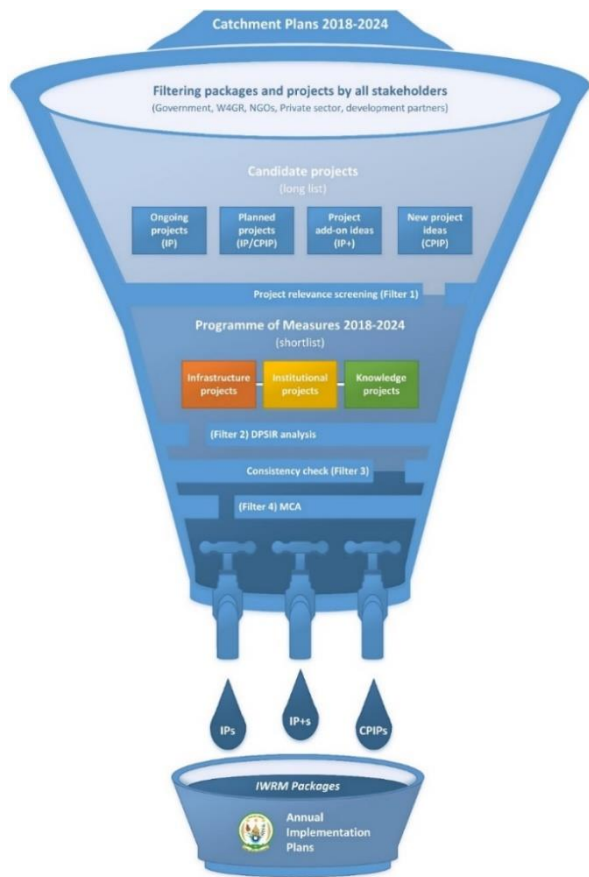 Catchment Plans 2018-2024
Filtering packages and projects by all stakeholders
(Government, W4GR, NGOs, Private sector, development partners)
Candidate projects
(long list)
Ongoing
projects
(IP)
Planned
projects
(IP/CPIP)
Project
add-on ideas
(IP+)
New project
ideas
(CPIP)
Project relevance screening (Filter 1)
Programme of Measures 2018-2024
(shortlist)
Infrastructure
projects
Institutional
projects
Knowledge
projects
(Filter 2) DPSIR analysis
Consistency check (Filter 3)
(Filter 4) MCA
IPs
IP+s
CPIPs
IWRM Packages
Annual
Implementation
Plans